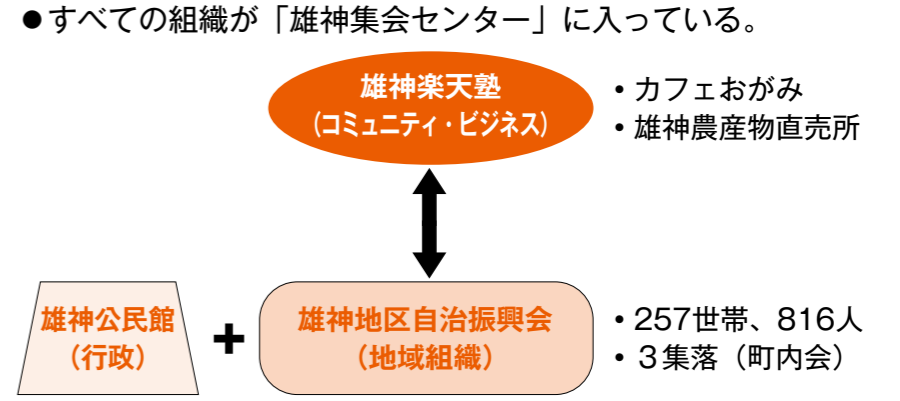 ●すべての組織が「雄神集会センター」に入っている。
雄神楽天塾
(コミュニティ・ビジネス)
・カフェおがみ
・雄神農産物直売所
雄神公民館
（行政）
+
雄神地区自治振興会
（地域組織）
・257世帯、816人
・３集落（町内会）